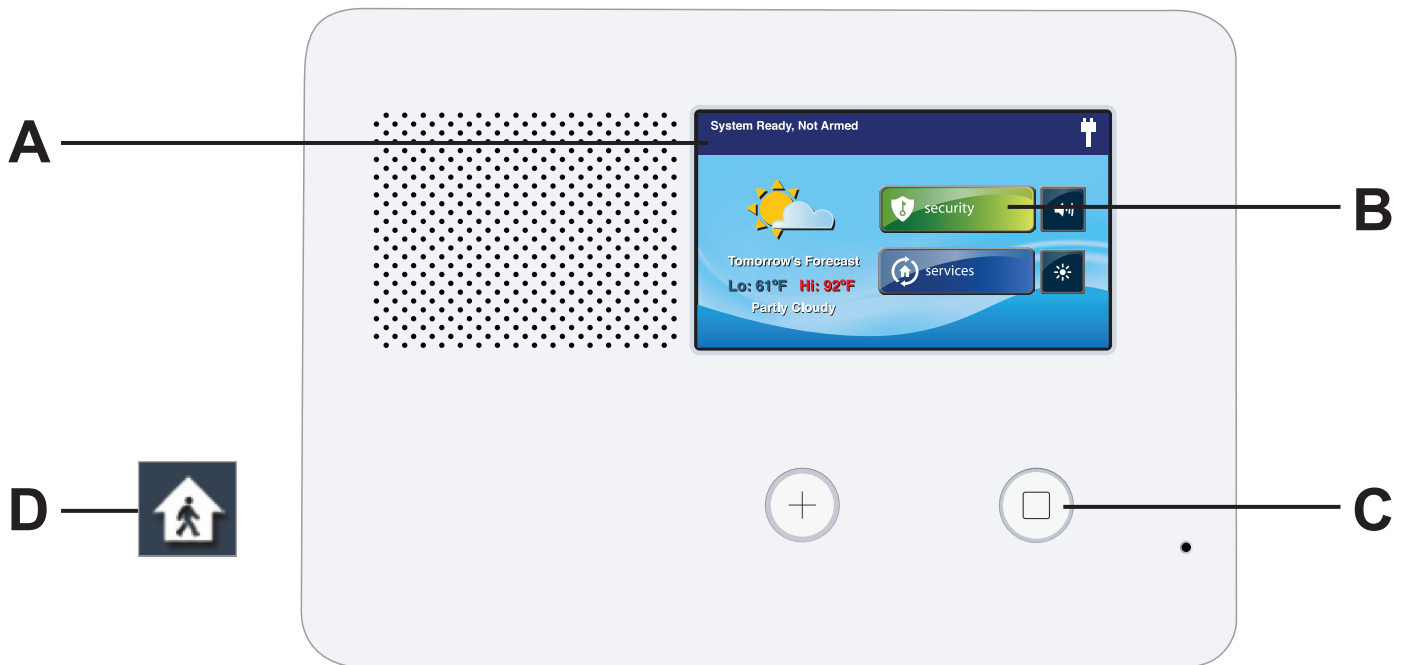 A
System Ready, Not Armed
security
B
Tomorrow's Forecast
services
Lo: 61°F Hi: 92°F
Partly Cloudy
D
C